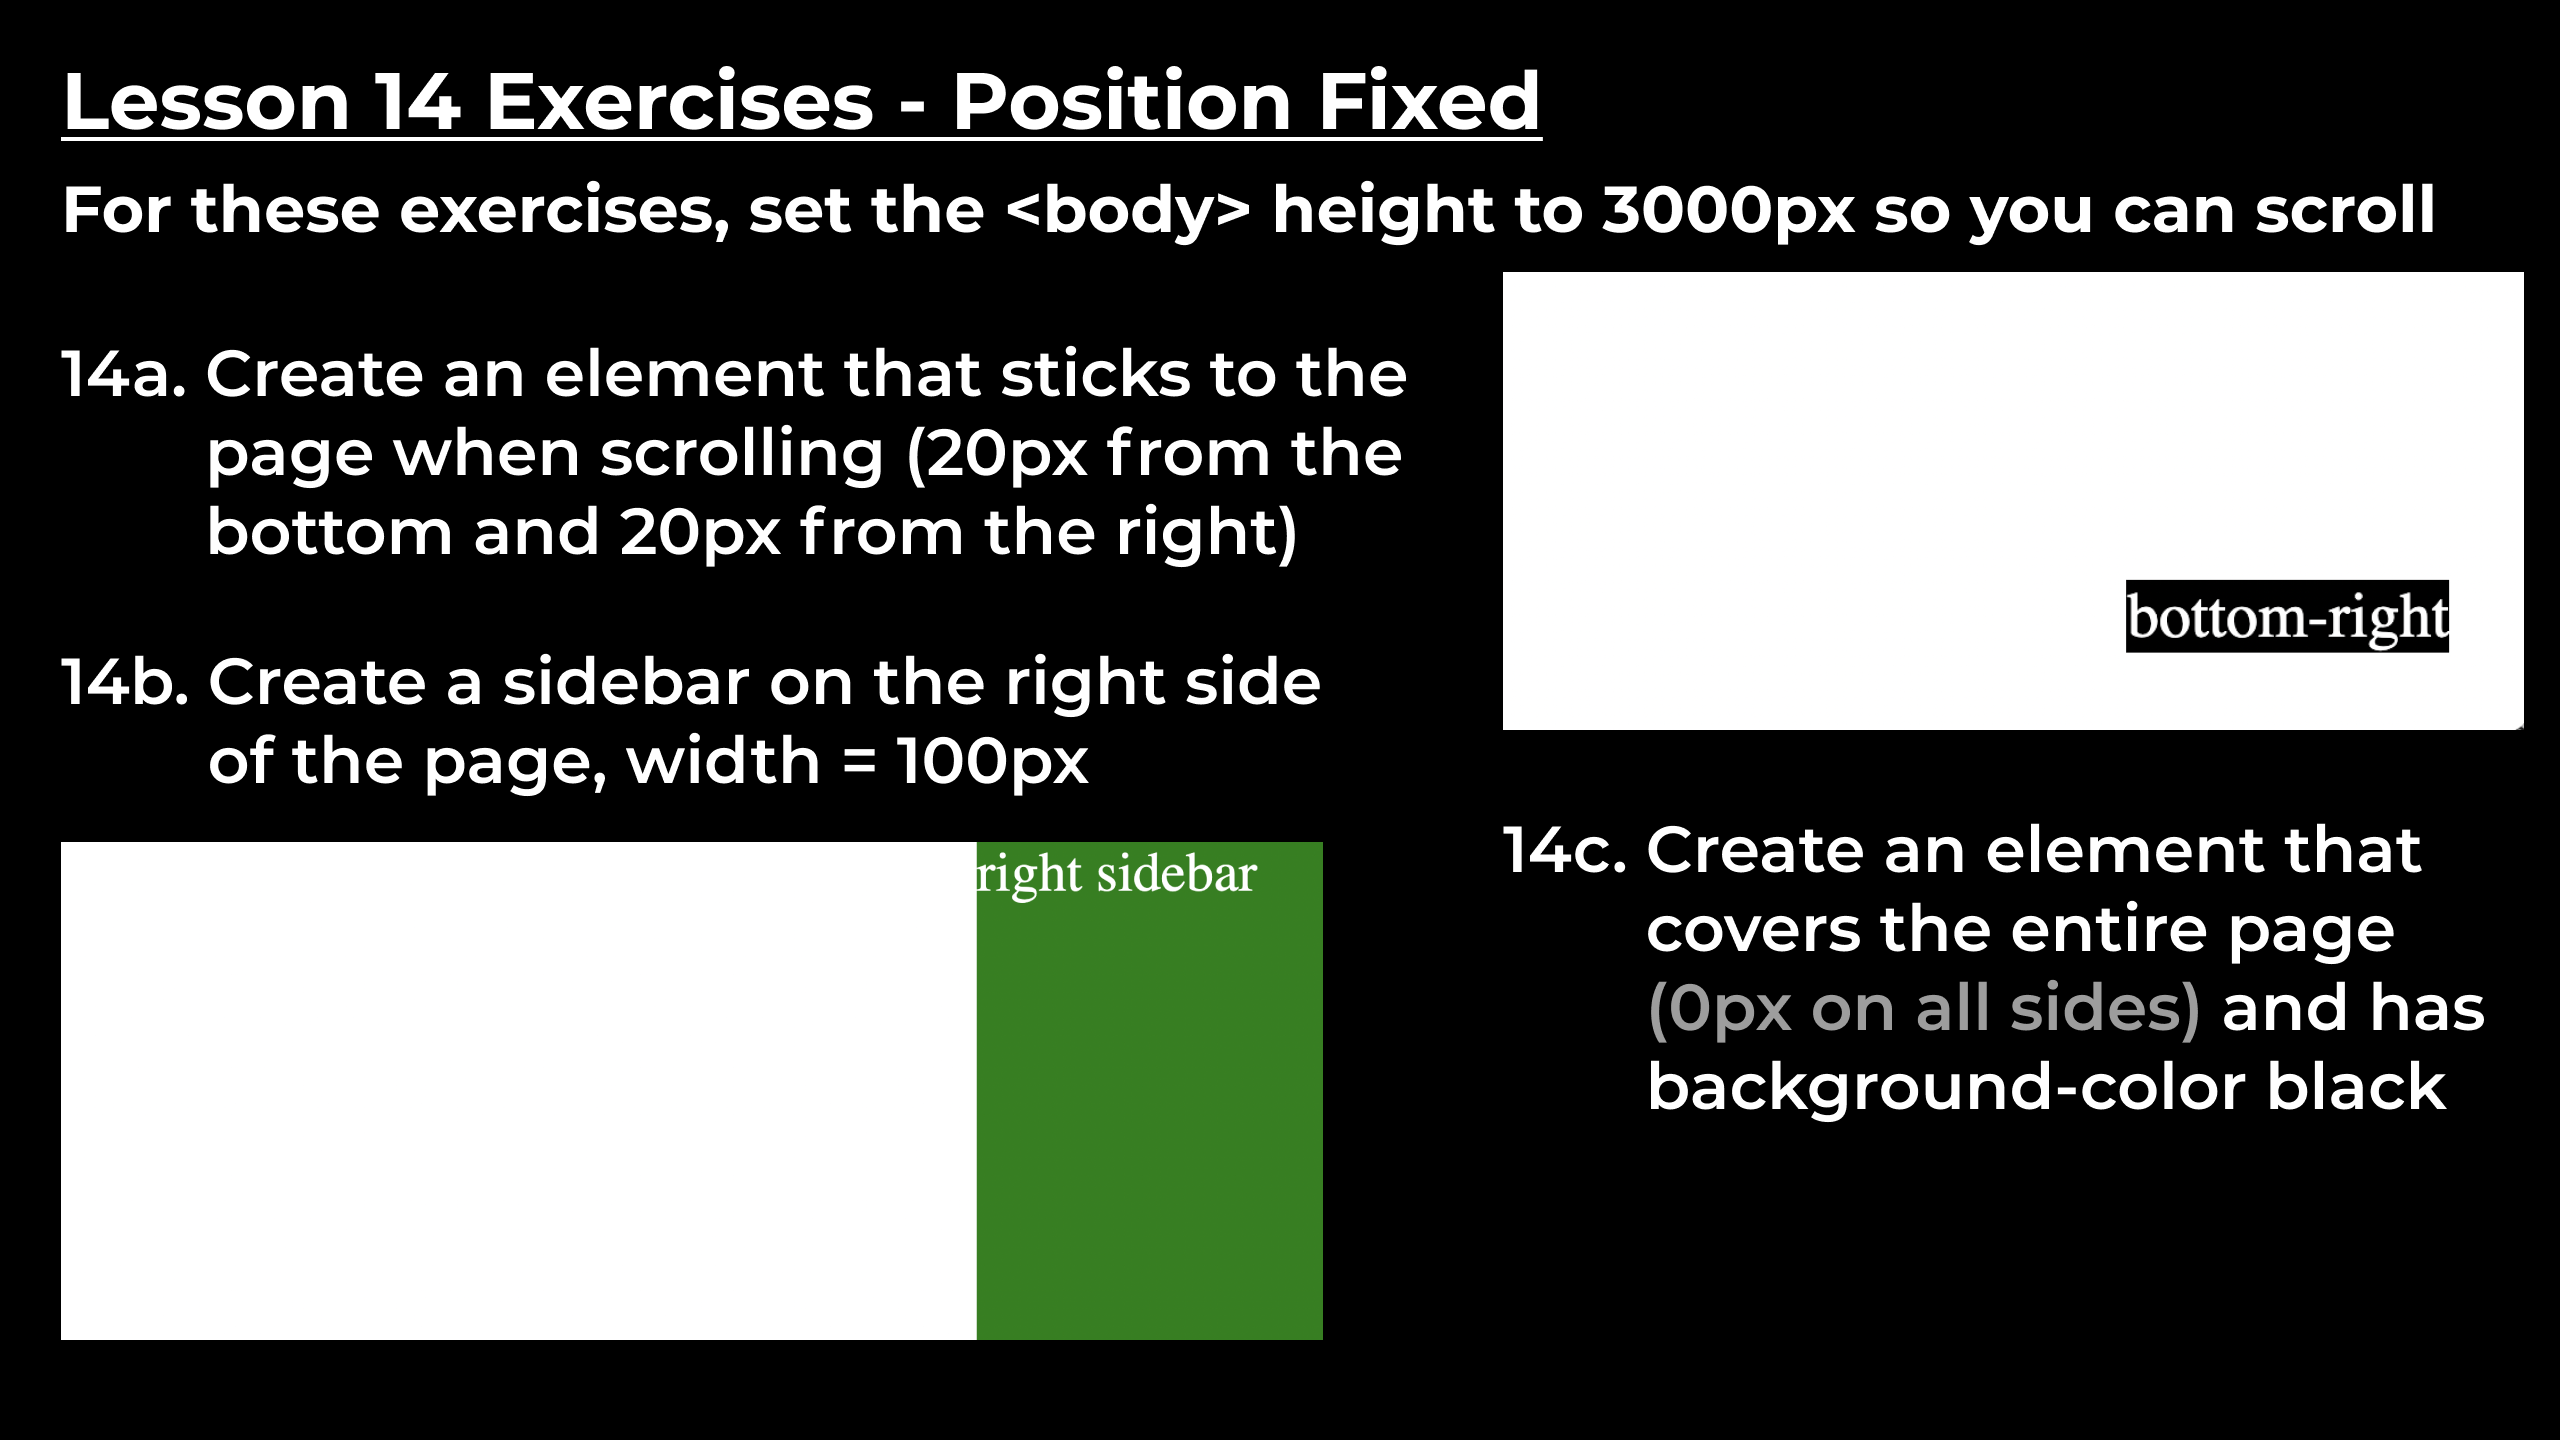 Lesson 14 Exercises - Position Fixed
For these exercises, set the <body> height to 3000px so you can scroll
14a. Create an element that sticks to the
page when scrolling (20px from the
bottom and 20px from the right)
bottom-right
14b. Create a sidebar on the right side
of the page, width = 100px
right sidebar
14c. Create an element that
covers the entire page
(0px on all sides) and has
background-color black